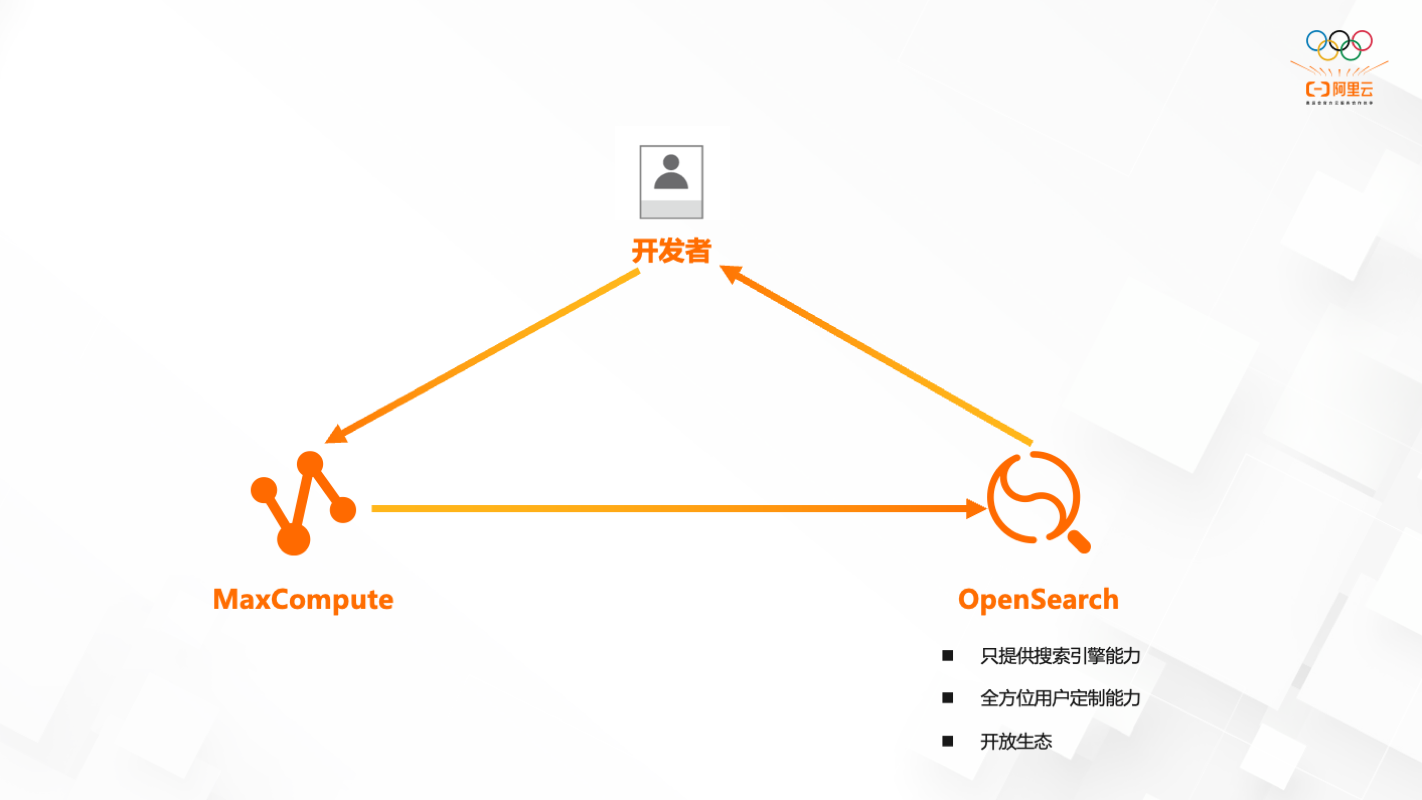 阿里云
开发者
MaxCompute
OpenSearch
■ 只提供搜索引擎能力
■ 全方位用户定制能力
■ 开放生态